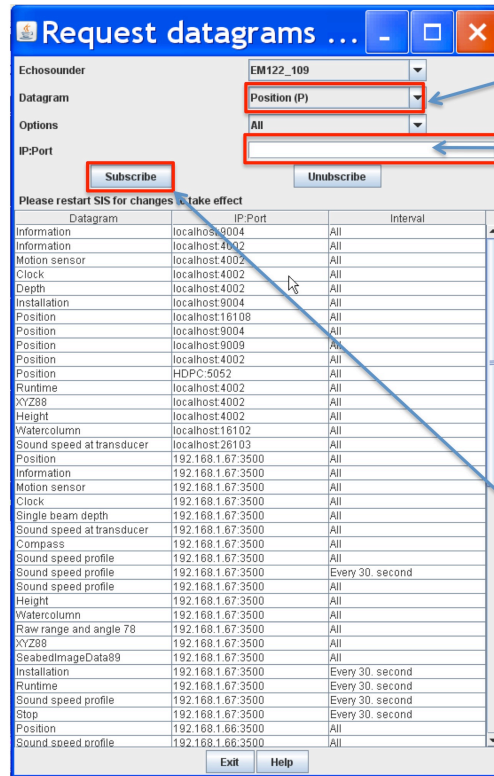 Request datagrams ...
Echosounder EM122_109
Datagram Position (P)
Options All
IP:Port
Subscribe Unubscribe
Please restart SIS for changes to take effect
Datagram IP:Port Interval
Information localhost:9004 All
Information localhost:4002 All
Motion sensor localhost:4002 All
Clock localhost:4002 All
Depth localhost:4002 All
Installation localhost:9004 All
Position localhost:16108 All
Position localhost:9004 All
Position localhost:9009 All
Position localhost:4002 All
Position HDPC:5052 All
Runtime localhost:4002 All
XYZ88 localhost:4002 All
Height localhost:4002 All
Watercolumn localhost:16102 All
Sound speed at transducer localhost:26103 All
Position 192.168.1.67:3500 All
Information 192.168.1.67:3500 All
Motion sensor 192.168.1.67:3500 All
Clock 192.168.1.67:3500 All
Single beam depth 192.168.1.67:3500 All
Sound speed at transducer 192.168.1.67:3500 All
Compass 192.168.1.67:3500 All
Sound speed profile 192.168.1.67:3500 All
Sound speed profile 192.168.1.67:3500 Every 30. second
Sound speed profile 192.168.1.67:3500 All
Height 192.168.1.67:3500 All
Watercolumn 192.168.1.67:3500 All
Raw range and angle 78 192.168.1.67:3500 All
XYZ88 192.168.1.67:3500 All
SeabedImageData89 192.168.1.67:3500 All
Installation 192.168.1.67:3500 Every 30. second
Runtime 192.168.1.67:3500 Every 30. second
Sound speed profile 192.168.1.67:3500 Every 30. second
Stop 192.168.1.67:3500 Every 30. second
Position 192.168.1.66:3500 All
Sound speed profile 192.168.1.66:3500 All
Exit Help